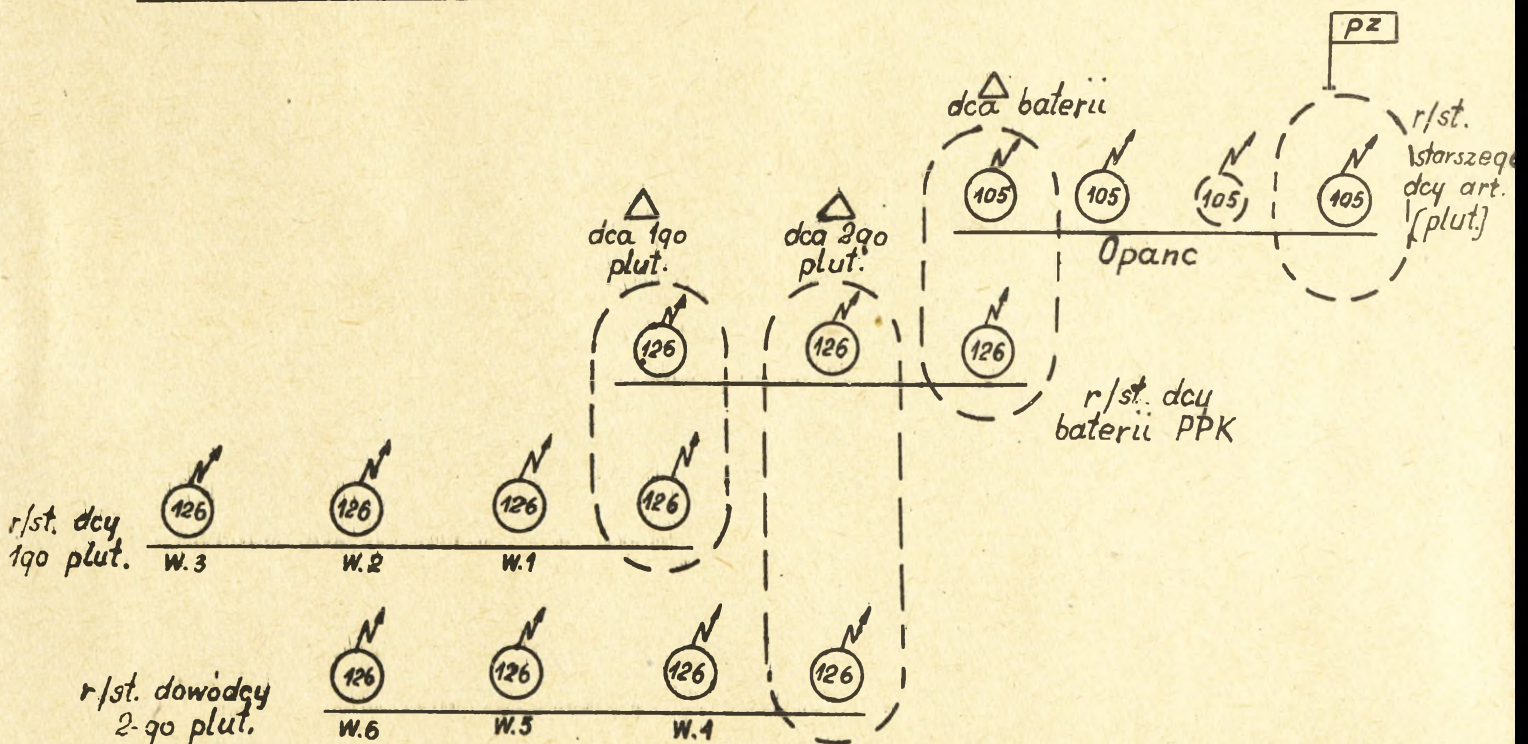 pz
dca baterii
r/st.
starszego
dcy art.
[plut.]
105 105 105 105
Opanc
dca 1go
plut.
dca 2go
plut.
126 126 126
r/st. dcy
baterii PPK
126 126 126 126
r/st. dcy
1go plut.
W.3 W.2 W.1
126 126 126 126
r/st. dowódcy
2-go plut.
W.6 W.5 W.4